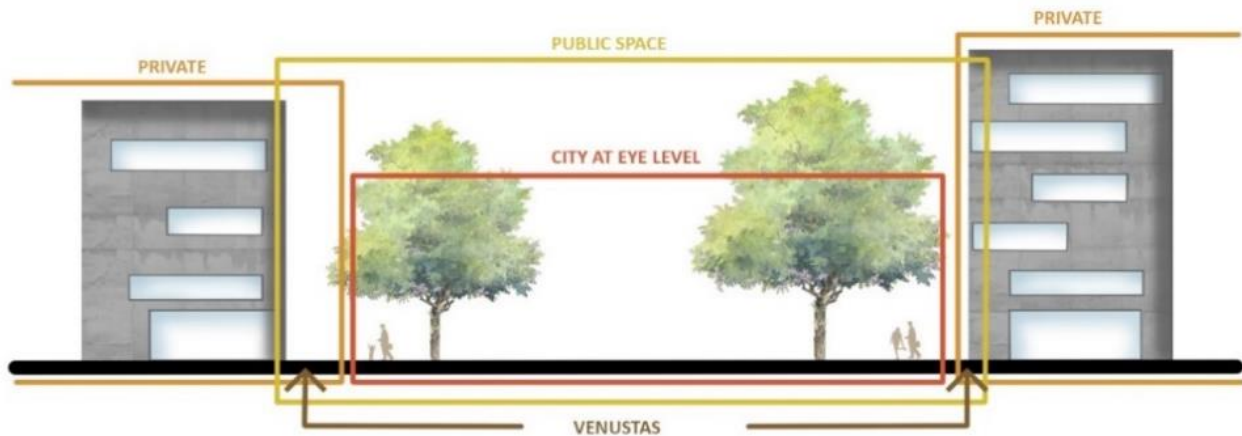 PRIVATE
PUBLIC SPACE
PRIVATE
CITY AT EYE LEVEL
VENUSTAS